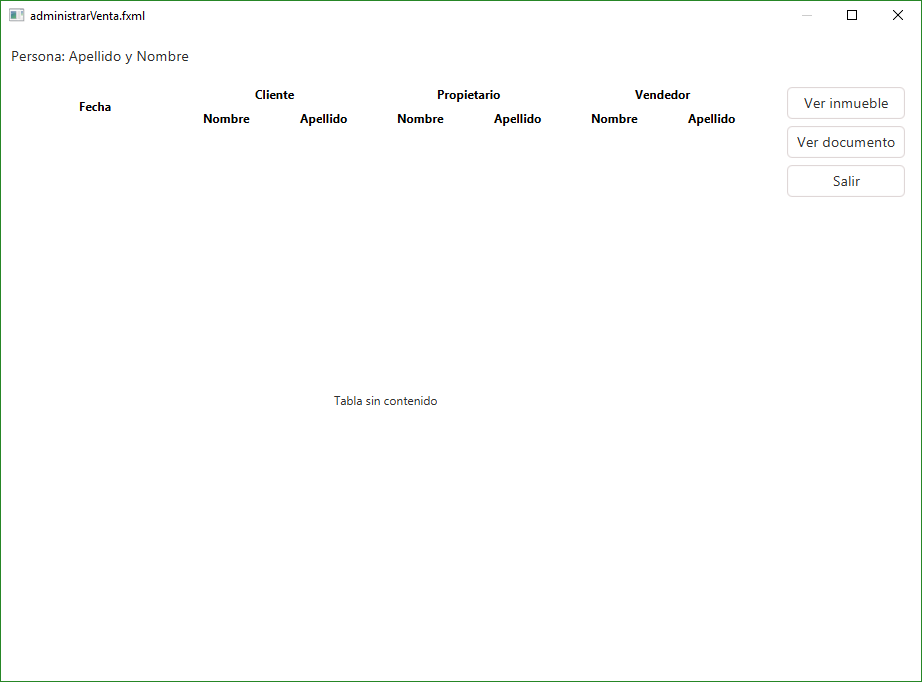 administrarVenta.fxml
Persona: Apellido y Nombre
Fecha
Cliente
Propietario
Vendedor
Nombre
Apellido
Nombre
Apellido
Nombre
Apellido
Ver inmueble
Ver documento
Salir
Tabla sin contenido